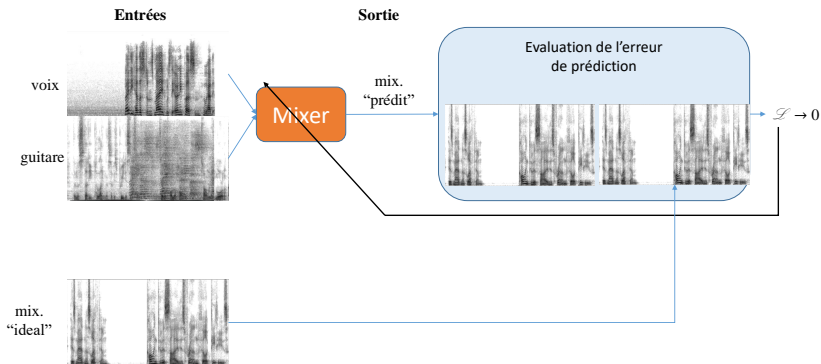 Entrées
Sortie
Evaluation de l’erreur
de prédiction
voix
Mixer
mix.
“prédit”
ℒ → 0
guitare
mix.
“ideal”